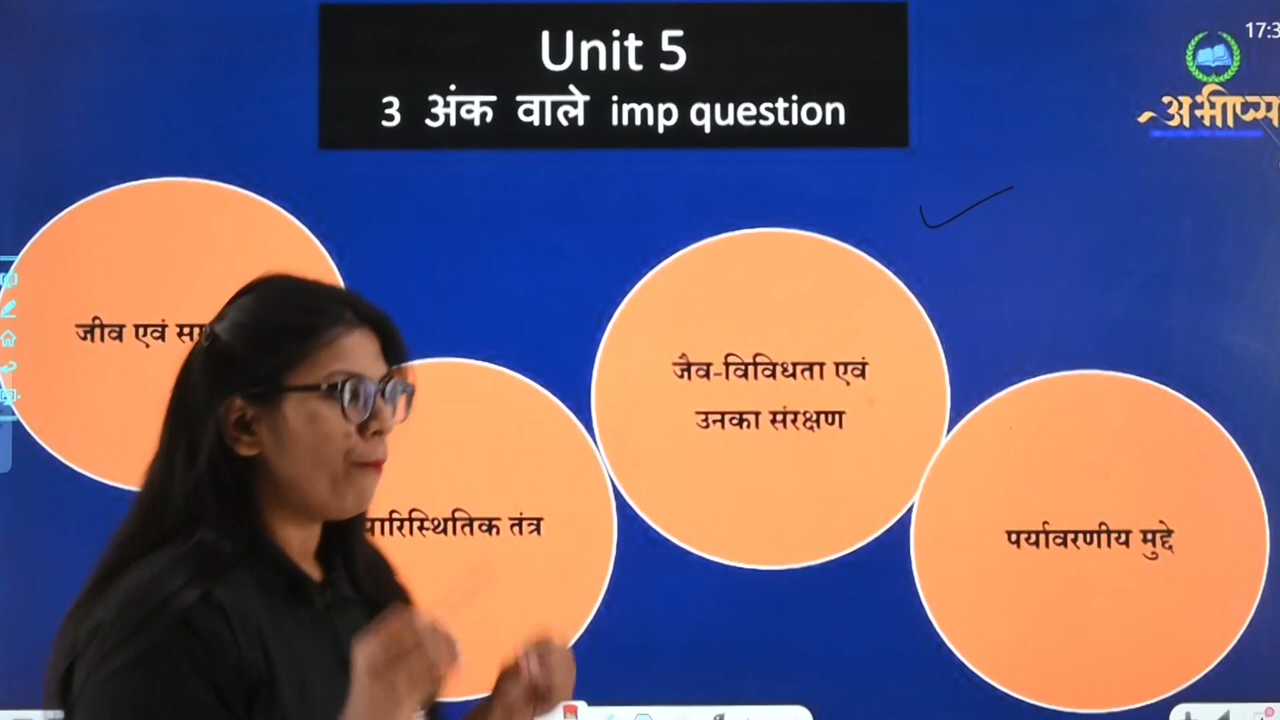 Unit 5
3 अंक वाले imp question
17:3
अभीप्स
जीव एवं
जैव-विविधता एवं
उनका संरक्षण
पारिस्थितिक तंत्र
पर्यावरणीय मुद्दे